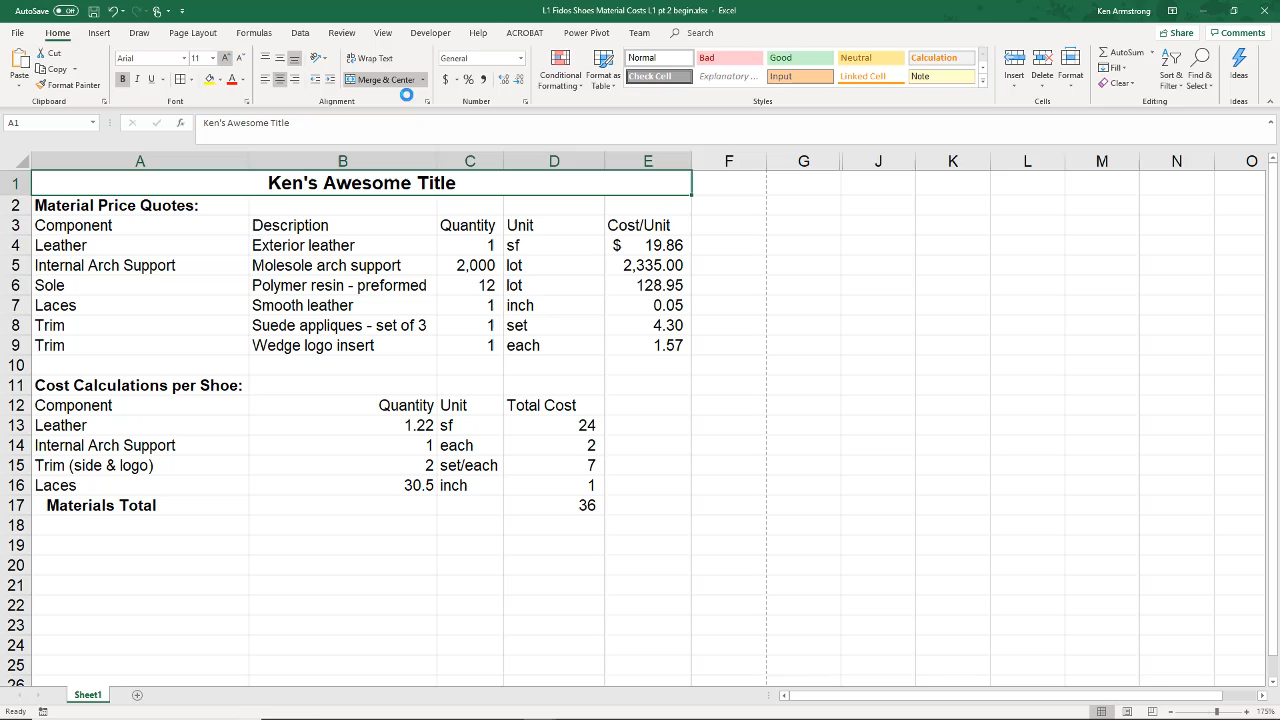 AutoSave Off L1 Fidos Shoes Material Costs L1 pt 2 begin.xlsx - Excel Ken Armstrong
File Home Insert Draw Page Layout Formulas Data Review View Developer Help ACROBAT Power Pivot Team Search Share Comments
Paste Cut Copy Format Painter Clipboard
Arial 11 B I U Font
Wrap Text Merge & Center Alignment
General $ % Number
Conditional Formatting Format as Table
Normal Bad Good Neutral Calculation
Check Cell Explanatory ... Input Linked Cell Note
Styles
Insert Delete Format Cells
AutoSum Fill Clear Sort & Filter Find & Select Editing
Ideas Ideas
A1 fx Ken's Awesome Title
A B C D E F G J K L M N O
1 Ken's Awesome Title
2 Material Price Quotes:
3 Component Description Quantity Unit Cost/Unit
4 Leather Exterior leather 1 sf $ 19.86
5 Internal Arch Support Molesole arch support 2,000 lot 2,335.00
6 Sole Polymer resin - preformed 12 lot 128.95
7 Laces Smooth leather 1 inch 0.05
8 Trim Suede appliques - set of 3 1 set 4.30
9 Trim Wedge logo insert 1 each 1.57
10
11 Cost Calculations per Shoe:
12 Component Quantity Unit Total Cost
13 Leather 1.22 sf 24
14 Internal Arch Support 1 each 2
15 Trim (side & logo) 2 set/each 7
16 Laces 30.5 inch 1
17 Materials Total 36
18
19
20
21
22
23
24
25
26
Sheet1
Ready 175%